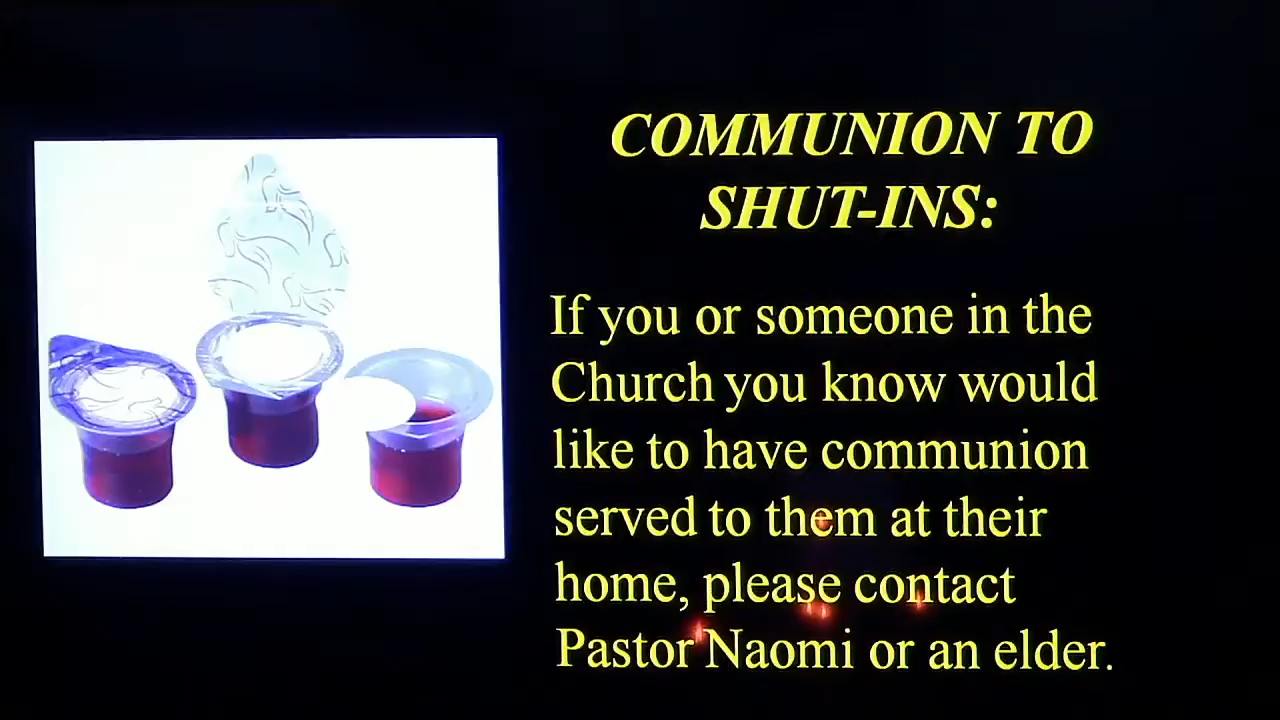 COMMUNION TO
SHUT-INS:
If you or someone in the
Church you know would
like to have communion
served to them at their
home, please contact
Pastor Naomi or an elder.